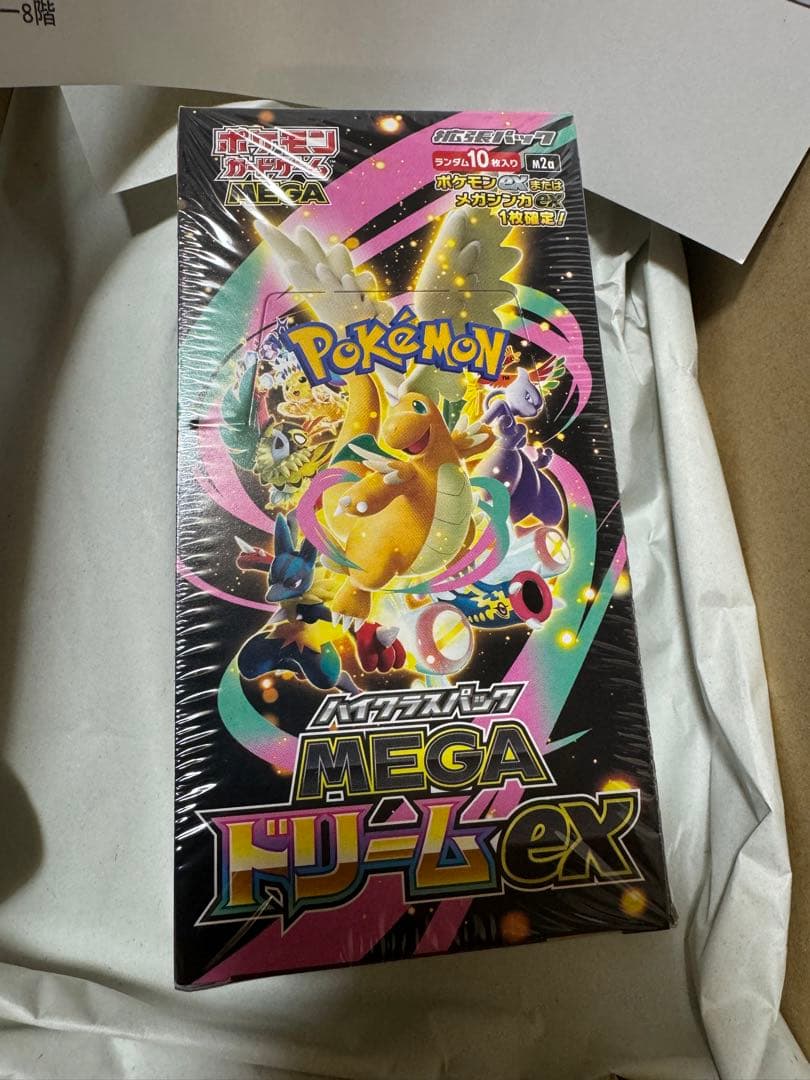 ー8階
ポケモン
カードゲーム
MEGA
拡張パック
ランダム10枚入り M2a
ポケモンexまたは
メガシンカex
1枚確定！
POKÉMON
ハイクラスパック
MEGA
ドリームex